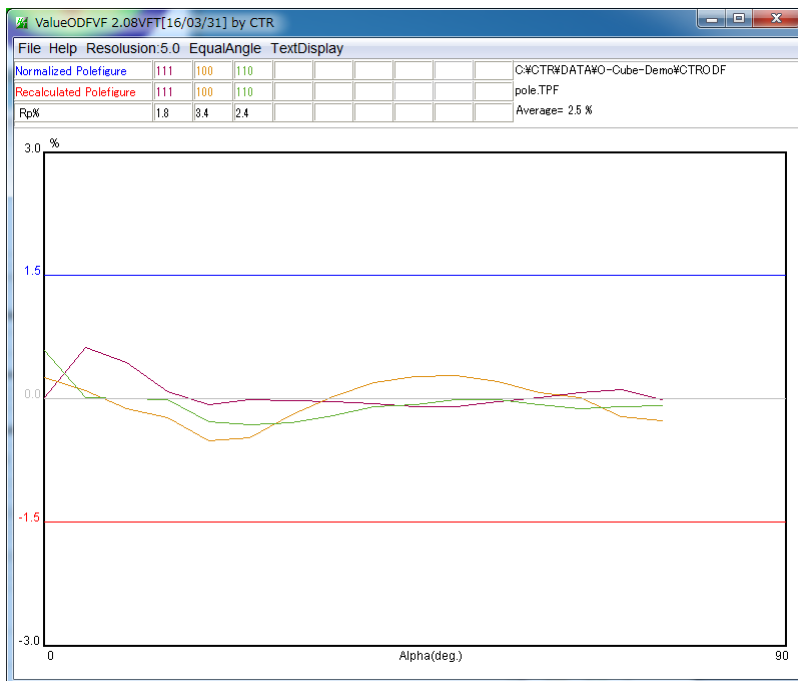 ValueODFVF 2.08VFT[16/03/31] by CTR
File Help Resolusion:5.0 EqualAngle TextDisplay
Normalized Polefigure 111 100 110
C:¥CTR¥DATA¥O-Cube-Demo¥CTRODF
Recalculated Polefigure 111 100 110
pole.TPF
Rp% 1.8 3.4 2.4
Average= 2.5 %
3.0 %
1.5
0.0
-1.5
-3.0
0 Alpha(deg.) 90